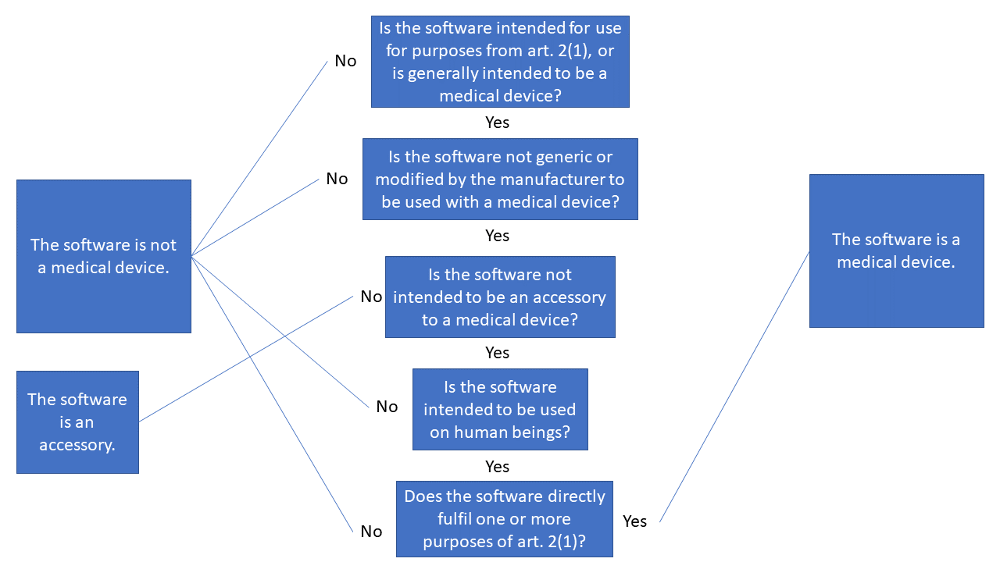 Is the software intended for use
for purposes from art. 2(1), or
is generally intended to be a
medical device?
No
Yes
Is the software not generic or
modified by the manufacturer to
be used with a medical device?
No
Yes
The software is not
a medical device.
The software is a
medical device.
Is the software not
intended to be an accessory
to a medical device?
No
Yes
The software
is an
accessory.
Is the software
intended to be used
on human beings?
No
Yes
Does the software directly
fulfil one or more
purposes of art. 2(1)?
No
Yes